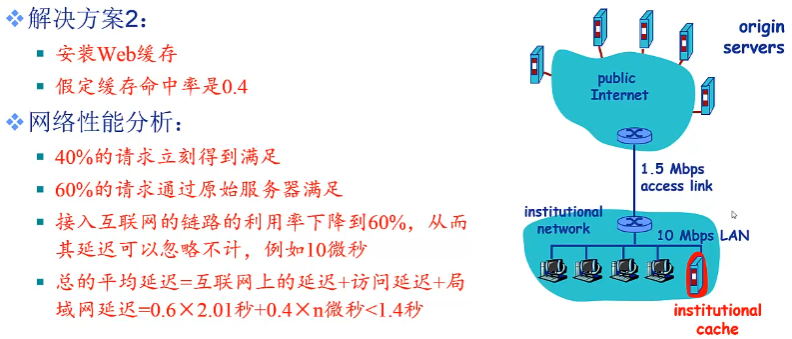 解决方案2：
安装Web缓存
假定缓存命中率是0.4
网络性能分析：
40%的请求立刻得到满足
60%的请求通过原始服务器满足
接入互联网的链路的利用率下降到60%，从而
其延迟可以忽略不计，例如10微秒
总的平均延迟=互联网上的延迟+访问延迟+局
域网延迟=0.6×2.01秒+0.4×n微秒<1.4秒
origin
servers
public
Internet
1.5 Mbps
access link
institutional
network
10 Mbps LAN
institutional
cache